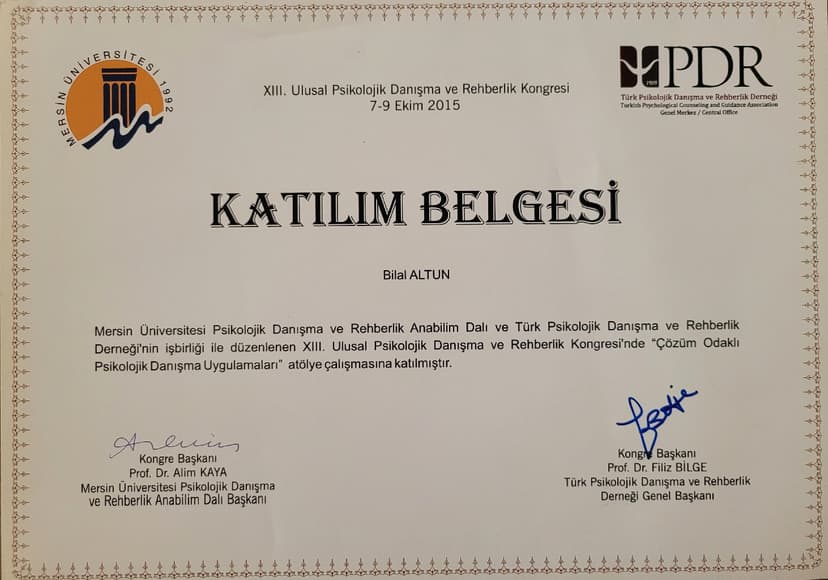 MERSİN ÜNİVERSİTESİ 1992
XIII. Ulusal Psikolojik Danışma ve Rehberlik Kongresi
7-9 Ekim 2015
1989
PDR
Türk Psikolojik Danışma ve Rehberlik Derneği
Turkish Psychological Counseling and Guidance Association
Genel Merkez / Central Office
KATILIM BELGESİ
Bilal ALTUN
Mersin Üniversitesi Psikolojik Danışma ve Rehberlik Anabilim Dalı ve Türk Psikolojik Danışma ve Rehberlik
Derneği'nin işbirliği ile düzenlenen XIII. Ulusal Psikolojik Danışma ve Rehberlik Kongresi'nde “Çözüm Odaklı
Psikolojik Danışma Uygulamaları” atölye çalışmasına katılmıştır.
Kongre Başkanı
Prof. Dr. Alim KAYA
Mersin Üniversitesi Psikolojik Danışma
ve Rehberlik Anabilim Dalı Başkanı
Kongre Başkanı
Prof. Dr. Filiz BİLGE
Türk Psikolojik Danışma ve Rehberlik
Derneği Genel Başkanı